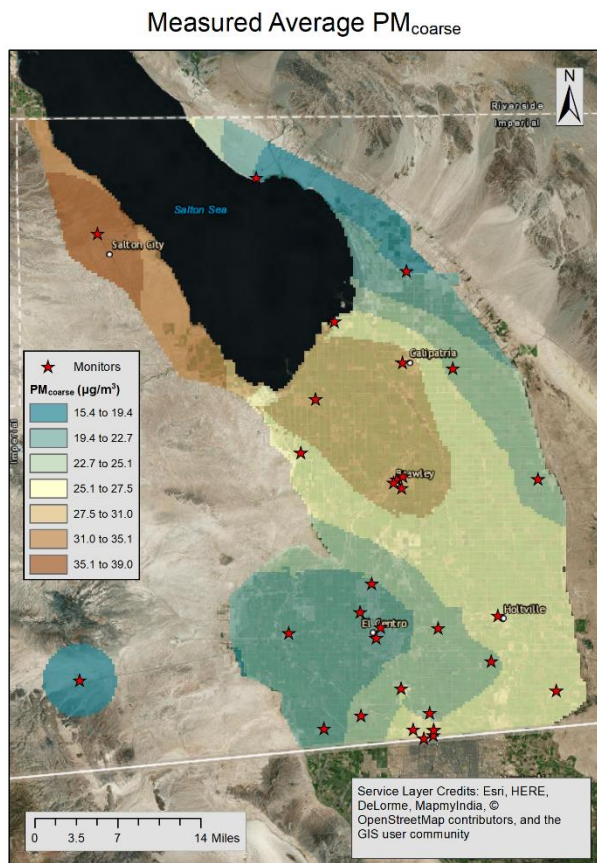 Measured Average PMcoarse
N
Riverside
Imperial
Salton Sea
Salton City
Calipatria
Monitors
PMcoarse (µg/m³)
15.4 to 19.4
19.4 to 22.7
22.7 to 25.1
25.1 to 27.5
27.5 to 31.0
31.0 to 35.1
35.1 to 39.0
Imperial
Brawley
Holtville
El Centro
0 3.5 7 14 Miles
Service Layer Credits: Esri, HERE,
DeLorme, MapmyIndia, ©
OpenStreetMap contributors, and the
GIS user community